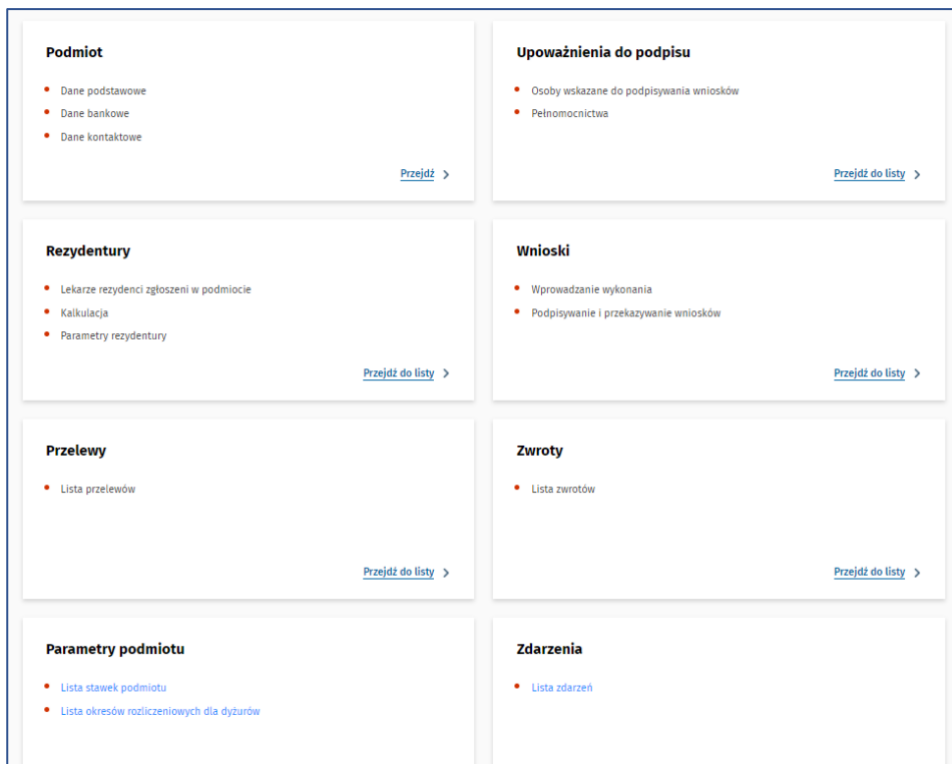 Podmiot
Dane podstawowe
Dane bankowe
Dane kontaktowe
Przejdź
Upoważnienia do podpisu
Osoby wskazane do podpisywania wniosków
Pełnomocnictwa
Przejdź do listy
Rezydentury
Lekarze rezydenci zgłoszeni w podmiocie
Kalkulacja
Parametry rezydentury
Przejdź do listy
Wnioski
Wprowadzanie wykonania
Podpisywanie i przekazywanie wniosków
Przejdź do listy
Przelewy
Lista przelewów
Przejdź do listy
Zwroty
Lista zwrotów
Przejdź do listy
Parametry podmiotu
Lista stawek podmiotu
Lista okresów rozliczeniowych dla dyżurów
Zdarzenia
Lista zdarzeń